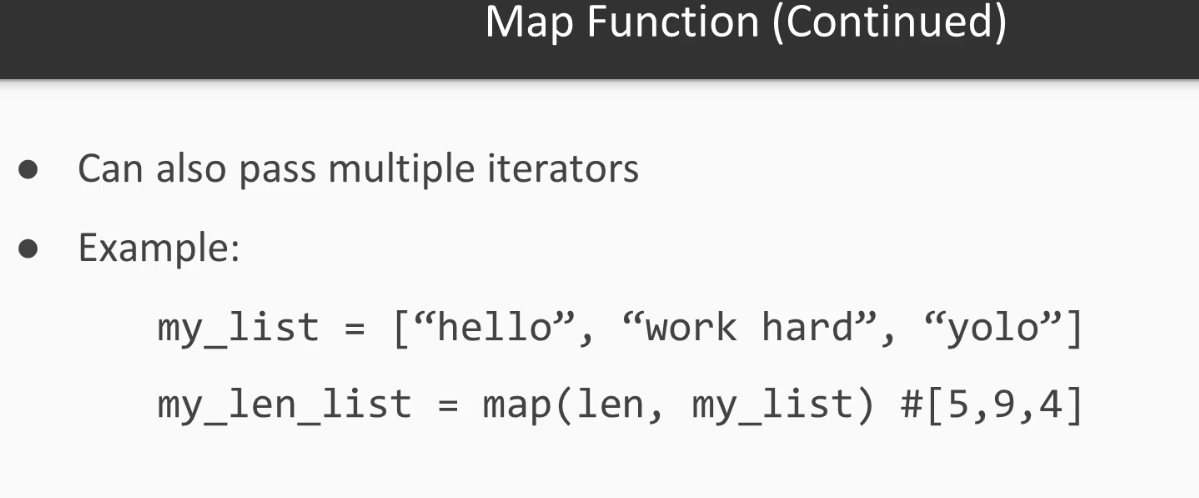 Map Function (Continued)
● Can also pass multiple iterators
● Example:
my_list = [“hello”, “work hard”, “yolo”]
my_len_list = map(len, my_list) #[5,9,4]